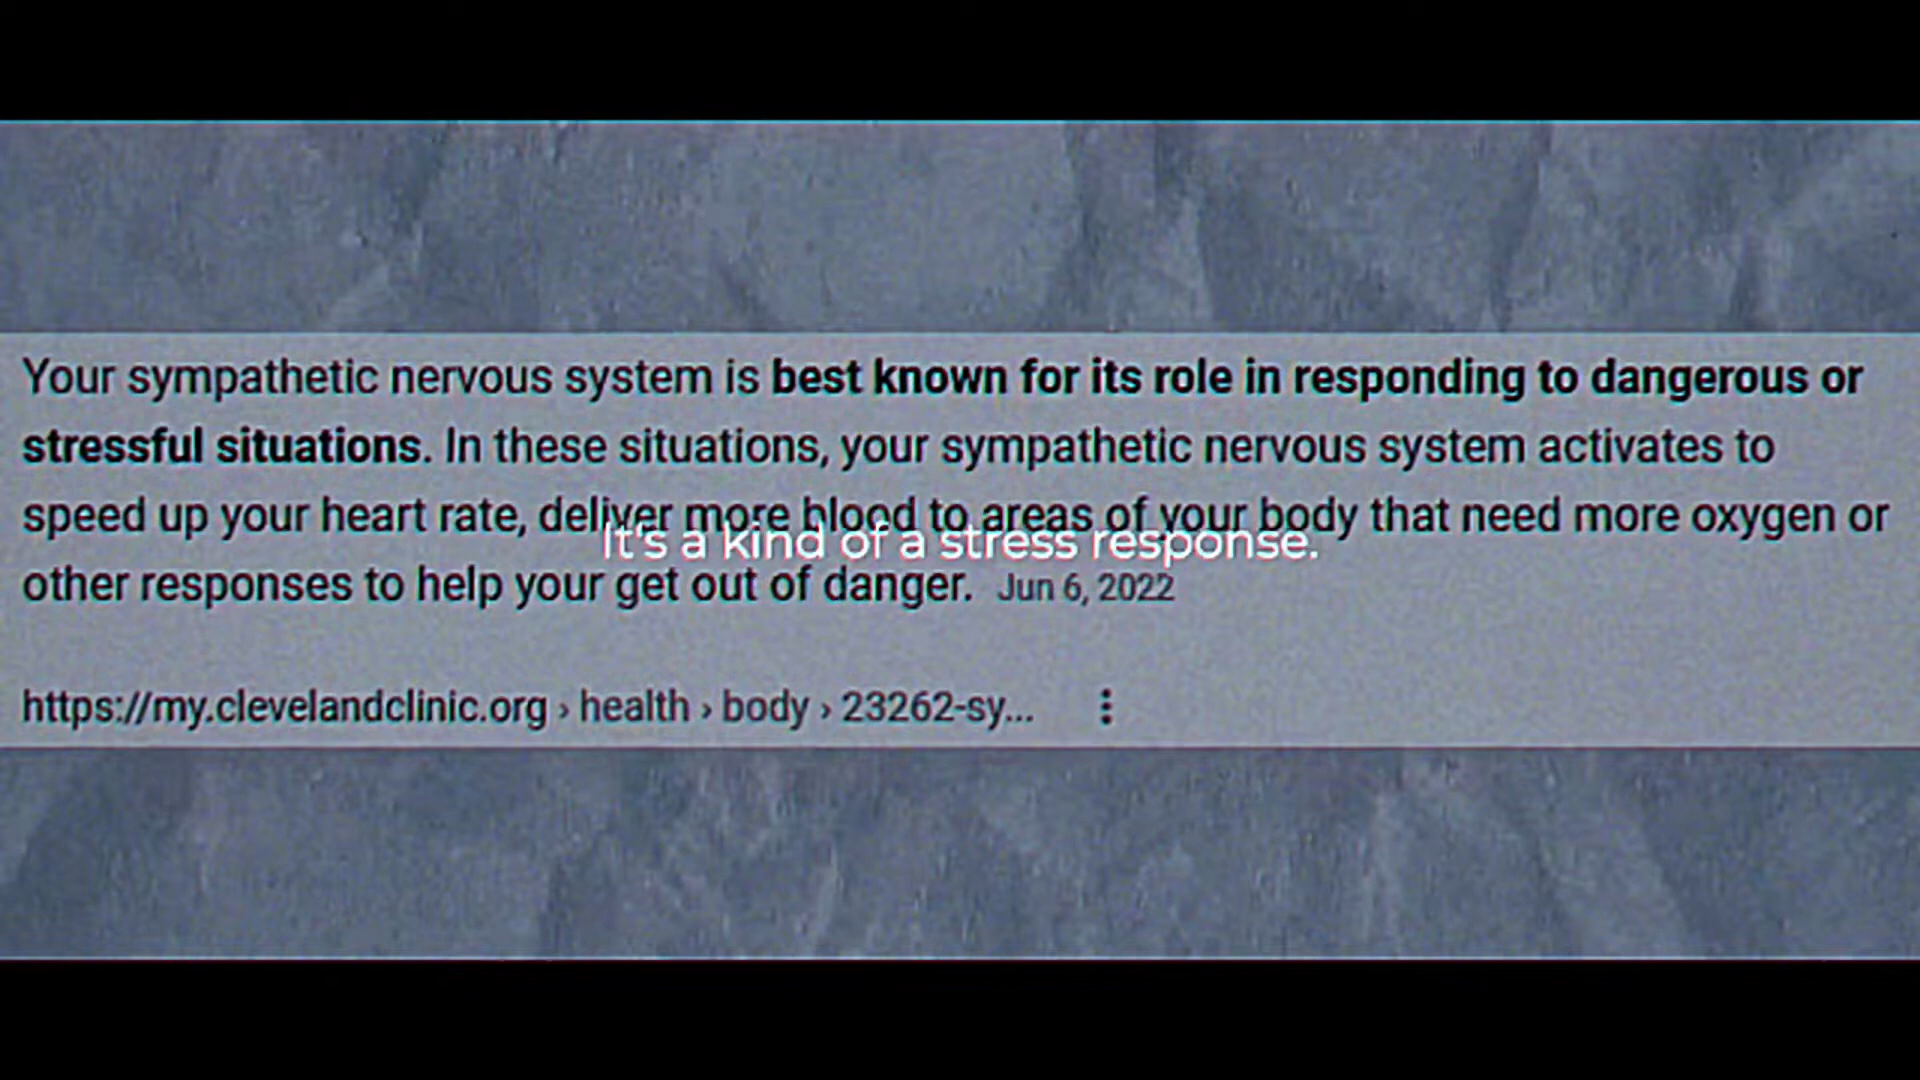 Your sympathetic nervous system is best known for its role in responding to dangerous or
stressful situations. In these situations, your sympathetic nervous system activates to
speed up your heart rate, deliver more blood to areas of your body that need more oxygen or
It's a kind of a stress response.
other responses to help your get out of danger. Jun 6, 2022
https://my.clevelandclinic.org › health › body › 23262-sy...